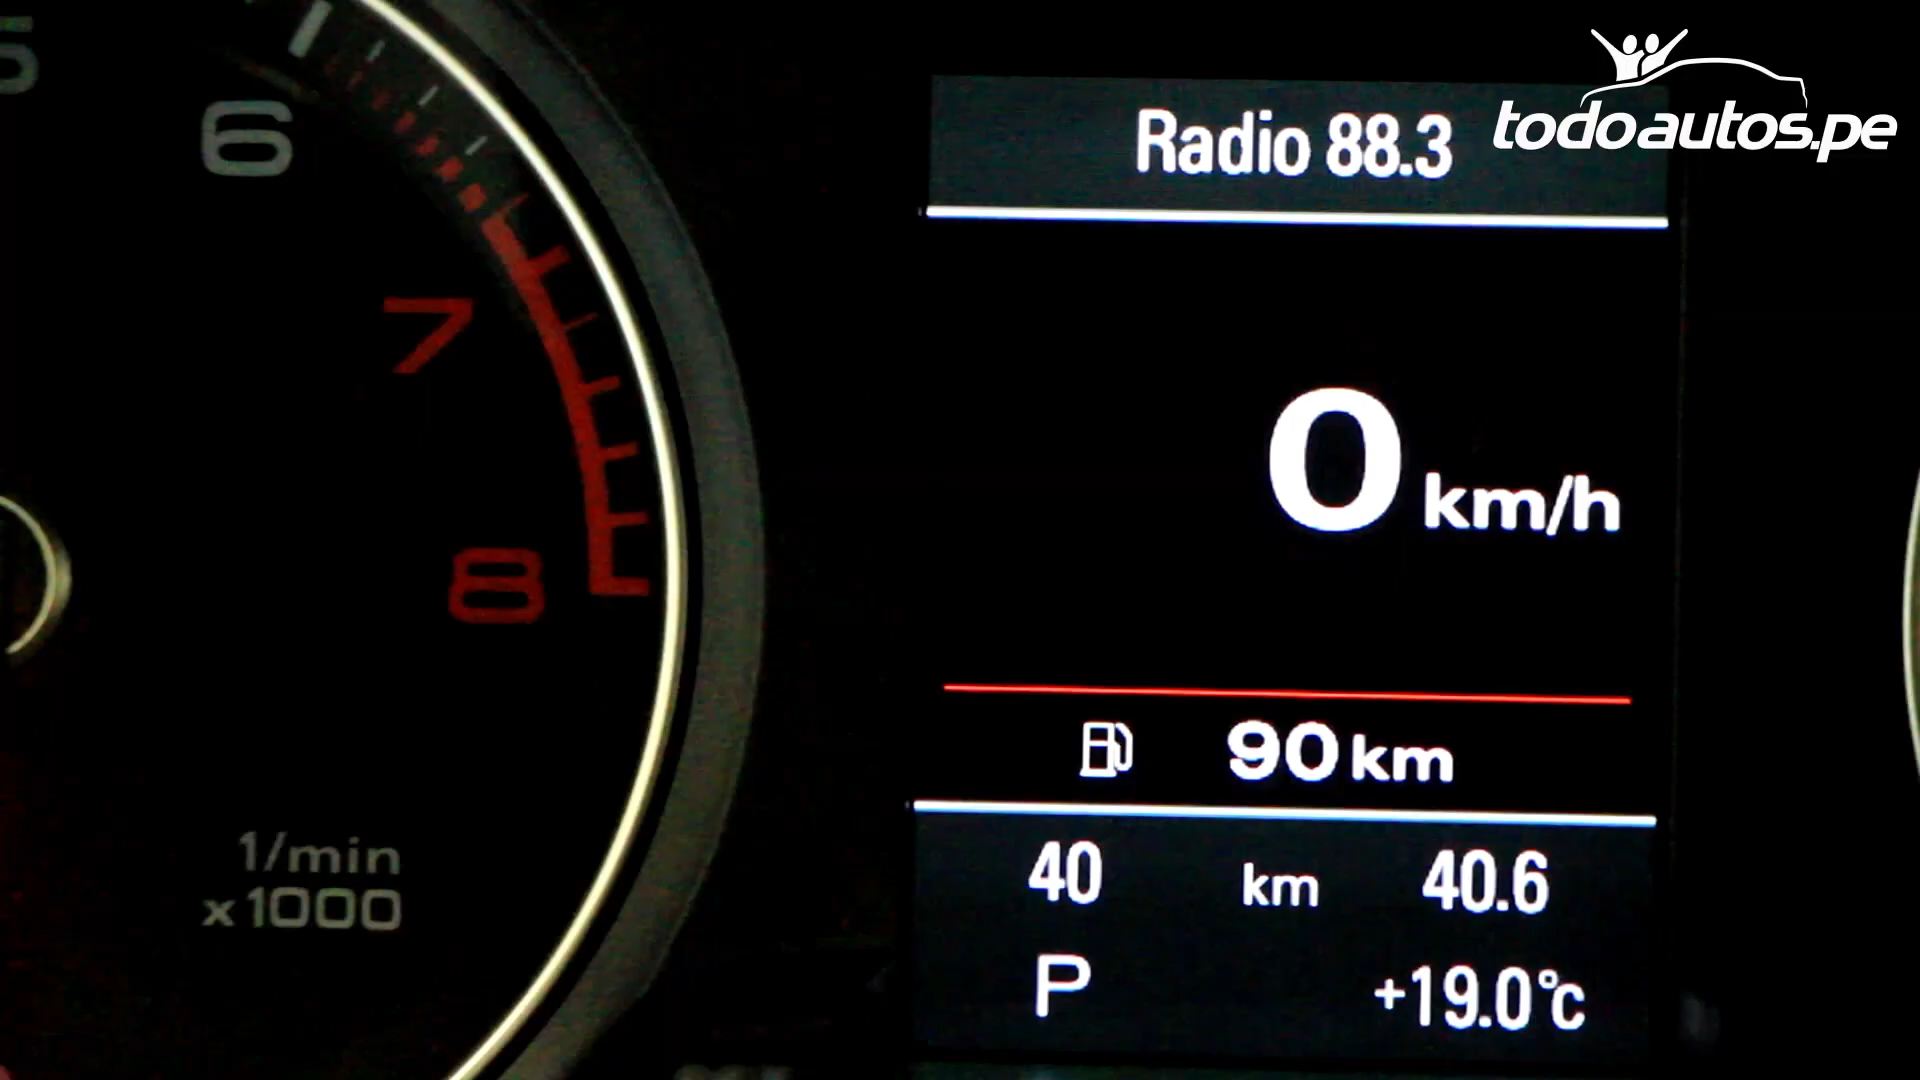 todoautos.pe
Radio 88.3
5
6
7
8
1/min
x1000
0 km/h
90 km
40 km 40.6
P +19.0°C